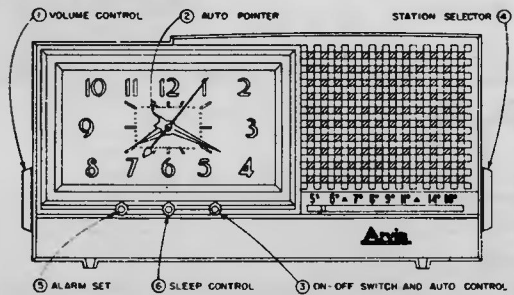 ① VOLUME CONTROL ② AUTO POINTER STATION SELECTOR ④
10 11 12 1 2
9 3
8 7 6 5 4
Arvin
⑤ ALARM SET ⑥ SLEEP CONTROL ③ ON-OFF SWITCH AND AUTO CONTROL